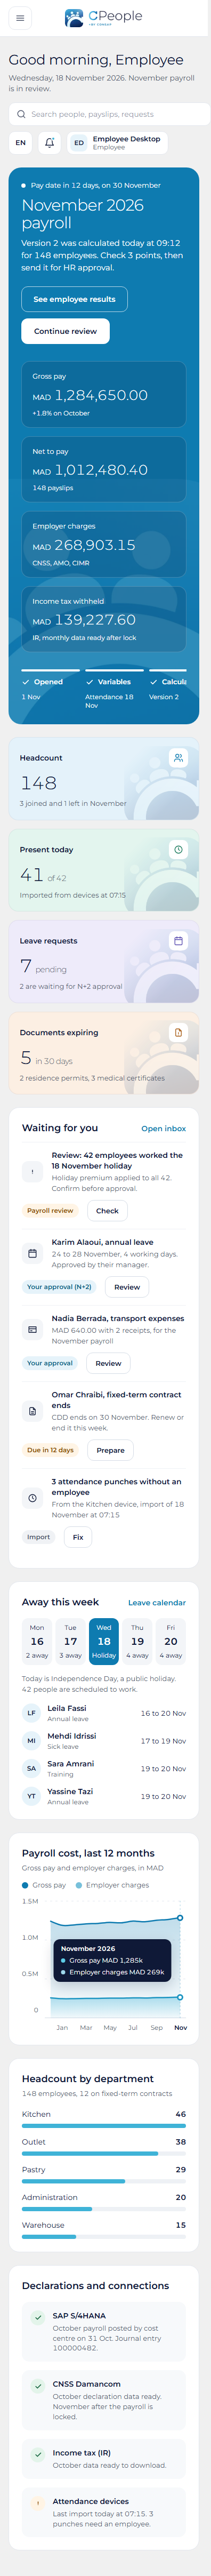 CPeople
Good morning, Employee
Wednesday, 18 November 2026. November payroll
is in review.
Search people, payslips, requests
EN
ED
Employee Desktop
Employee
Pay date in 12 days, on 30 November
November 2026
payroll
Version 2 was calculated today at 09:12
for 148 employees. Check 3 points, then
send it for HR approval.
See employee results
Continue review
Gross pay
MAD 1,284,650.00
+1.8% on October
Net to pay
MAD 1,012,480.40
148 payslips
Employer charges
MAD 268,903.15
CNSS, AMO, CIMR
Income tax withheld
MAD 139,227.60
IR, monthly data ready after lock
Opened
1 Nov
Variables
Attendance 18
Nov
Calcula
Version 2
Headcount
148
3 joined and 1 left in November
Present today
41 of 42
Imported from devices at 07:15
Leave requests
7 pending
2 are waiting for N+2 approval
Documents expiring
5 in 30 days
2 residence permits, 3 medical certificates
Waiting for you
Open inbox
Review: 42 employees worked the
18 November holiday
Holiday premium applied to all 42.
Confirm before approval.
Payroll review
Check
Karim Alaoui, annual leave
24 to 28 November, 4 working days.
Approved by their manager.
Your approval (N+2)
Review
Nadia Berrada, transport expenses
MAD 640.00 with 2 receipts, for the
November payroll
Your approval
Review
Omar Chraibi, fixed-term contract
ends
CDD ends on 30 November. Renew or
end it this week.
Due in 12 days
Prepare
3 attendance punches without an
employee
From the Kitchen device, import of 18
November at 07:15
Import
Fix
Away this week
Leave calendar
Mon
16
2 away
Tue
17
3 away
Wed
18
Holiday
Thu
19
4 away
Fri
20
4 away
Today is Independence Day, a public holiday.
42 people are scheduled to work.
LF
Leila Fassi
Annual leave
16 to 20 Nov
MI
Mehdi Idrissi
Sick leave
17 to 19 Nov
SA
Sara Amrani
Training
19 to 20 Nov
YT
Yassine Tazi
Annual leave
19 to 20 Nov
Payroll cost, last 12 months
Gross pay and employer charges, in MAD
Gross pay
Employer charges
1.5M
1.0M
0.5M
0
November 2026
Gross pay MAD 1,285k
Employer charges MAD 269k
Jan
Mar
May
Jul
Sep
Nov
Headcount by department
148 employees, 12 on fixed-term contracts
Kitchen
46
Outlet
38
Pastry
29
Administration
20
Warehouse
15
Declarations and connections
SAP S/4HANA
October payroll posted by cost
centre on 31 Oct. Journal entry
100000482.
CNSS Damancom
October declaration data ready.
November after the payroll is
locked.
Income tax (IR)
October data ready to download.
Attendance devices
Last import today at 07:15. 3
punches need an employee.